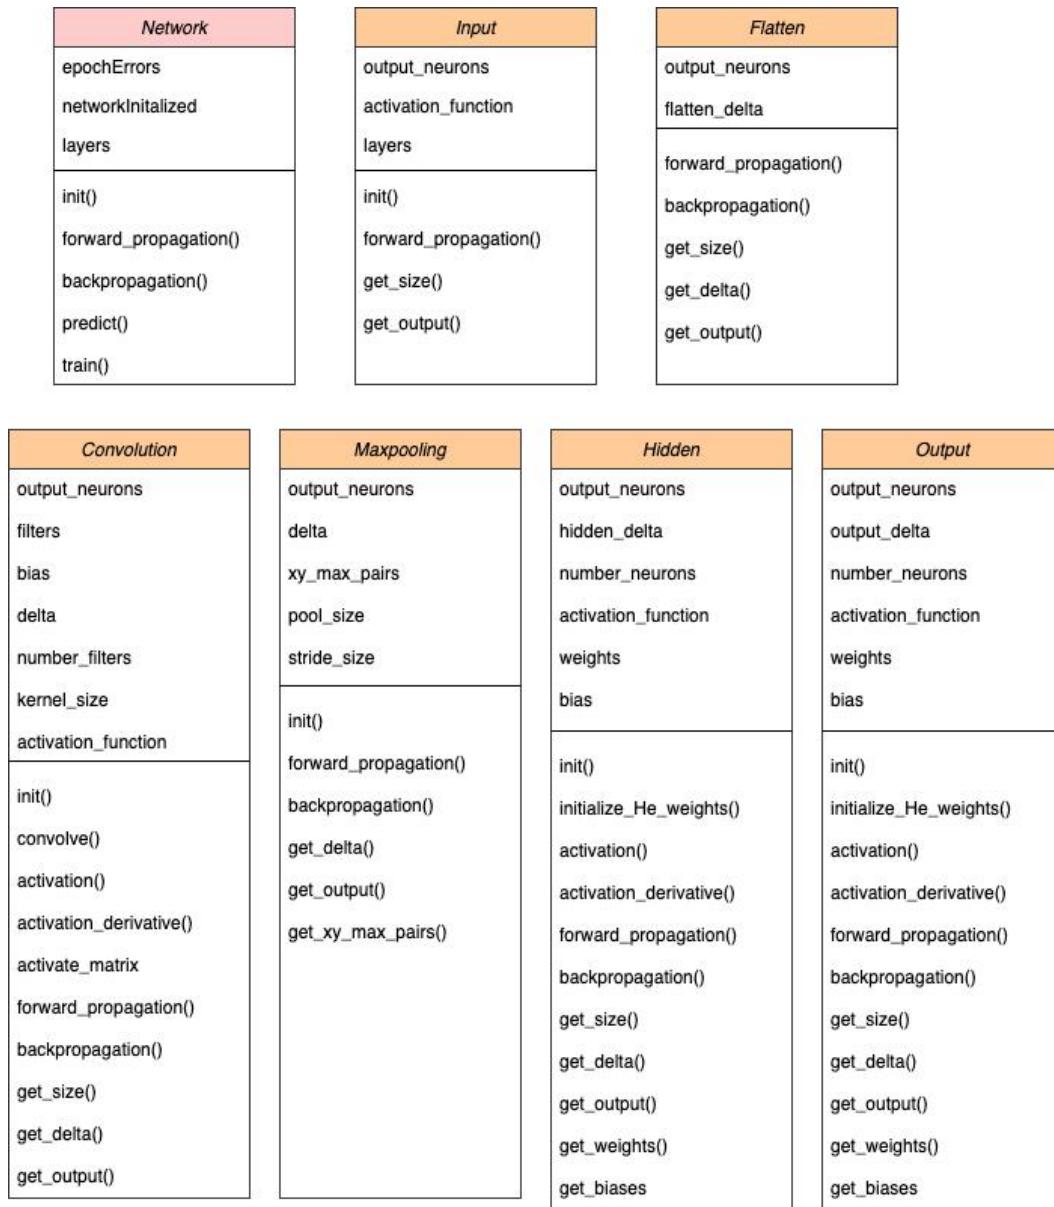 Network
epochErrors
networkInitalized
layers
init()
forward_propagation()
backpropagation()
predict()
train()
Input
output_neurons
activation_function
layers
init()
forward_propagation()
get_size()
get_output()
Flatten
output_neurons
flatten_delta
forward_propagation()
backpropagation()
get_size()
get_delta()
get_output()
Convolution
output_neurons
filters
bias
delta
number_filters
kernel_size
activation_function
init()
convolve()
activation()
activation_derivative()
activate_matrix
forward_propagation()
backpropagation()
get_size()
get_delta()
get_output()
Maxpooling
output_neurons
delta
xy_max_pairs
pool_size
stride_size
init()
forward_propagation()
backpropagation()
get_delta()
get_output()
get_xy_max_pairs()
Hidden
output_neurons
hidden_delta
number_neurons
activation_function
weights
bias
init()
initialize_He_weights()
activation()
activation_derivative()
forward_propagation()
backpropagation()
get_size()
get_delta()
get_output()
get_weights()
get_biases
Output
output_neurons
output_delta
number_neurons
activation_function
weights
bias
init()
initialize_He_weights()
activation()
activation_derivative()
forward_propagation()
backpropagation()
get_size()
get_delta()
get_output()
get_weights()
get_biases